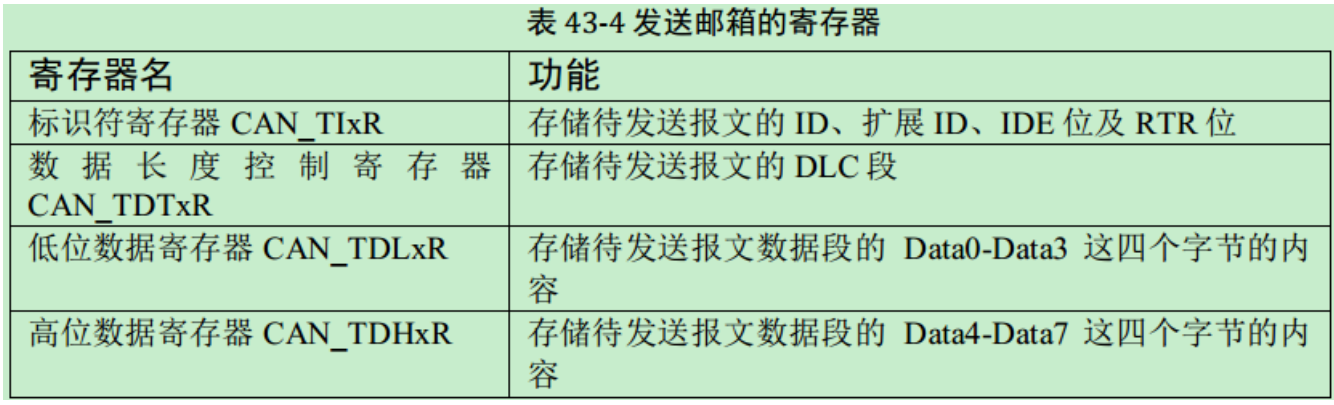 表 43-4 发送邮箱的寄存器
寄存器名 功能
标识符寄存器 CAN_TIxR 存储待发送报文的 ID、扩展 ID、IDE 位及 RTR 位
数据长度控制寄存器 存储待发送报文的 DLC 段
CAN_TDTxR
低位数据寄存器 CAN_TDLxR 存储待发送报文数据段的 Data0-Data3 这四个字节的内
容
高位数据寄存器 CAN_TDHxR 存储待发送报文数据段的 Data4-Data7 这四个字节的内
容